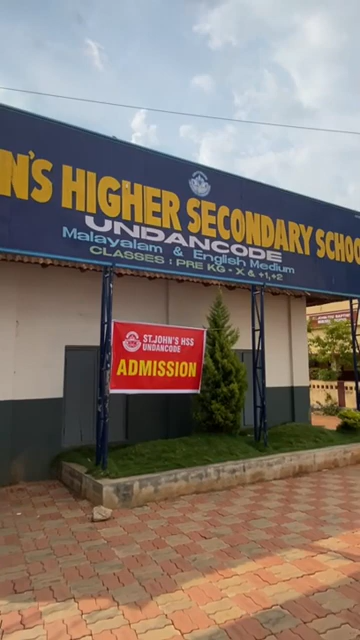 N'S HIGHER SECONDARY SCHOO
UNDANCODE
Malayalam & English Medium
CLASSES : PRE KG - X & +1,+2
ST.JOHN'S HSS
UNDANCODE
ADMISSION